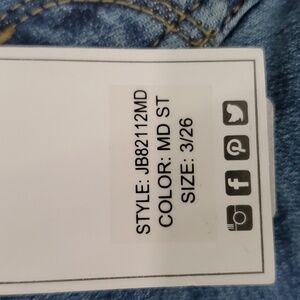 STYLE: JB82112MD
COLOR: MD ST
SIZE: 3/26